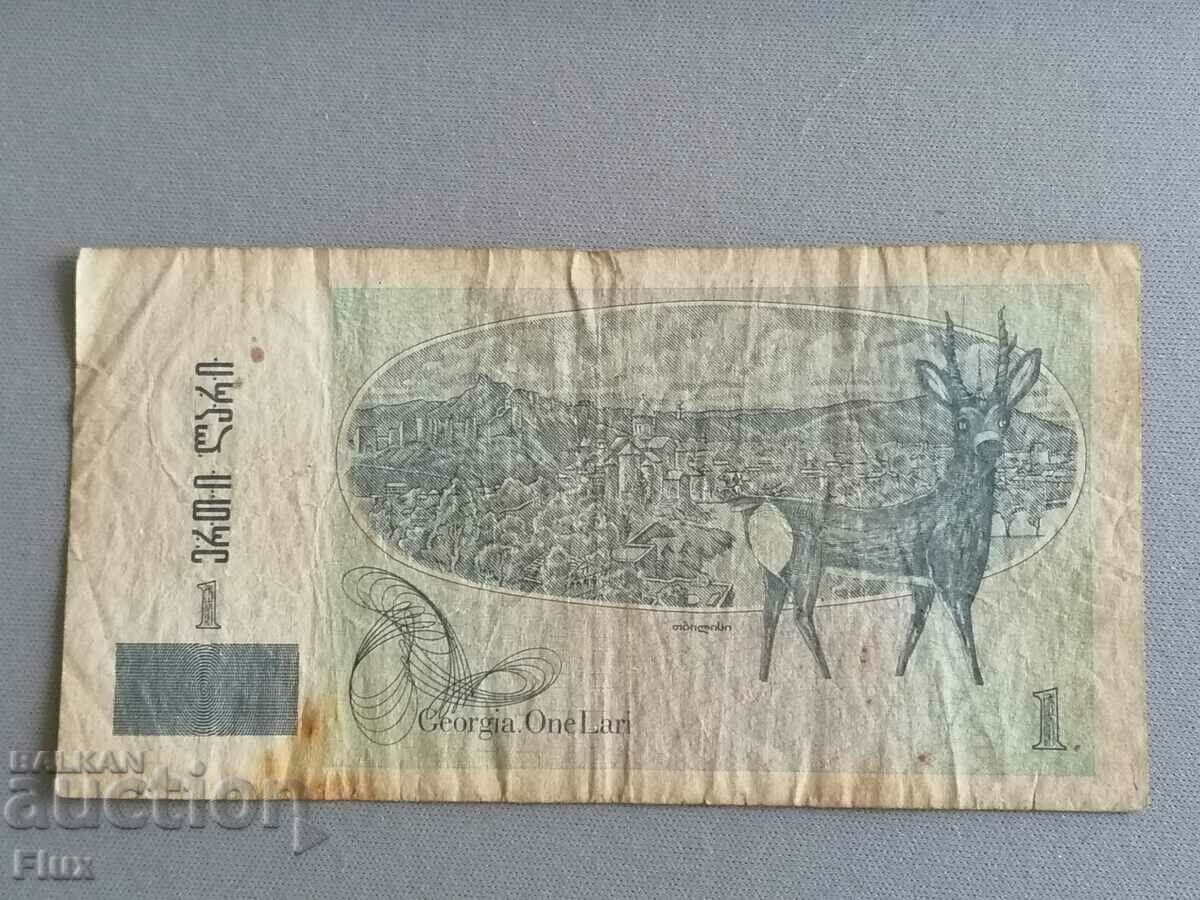 ერთი ლარი
1
თბილისი
Georgia. One Lari
1
BALKAN
auction
Flux